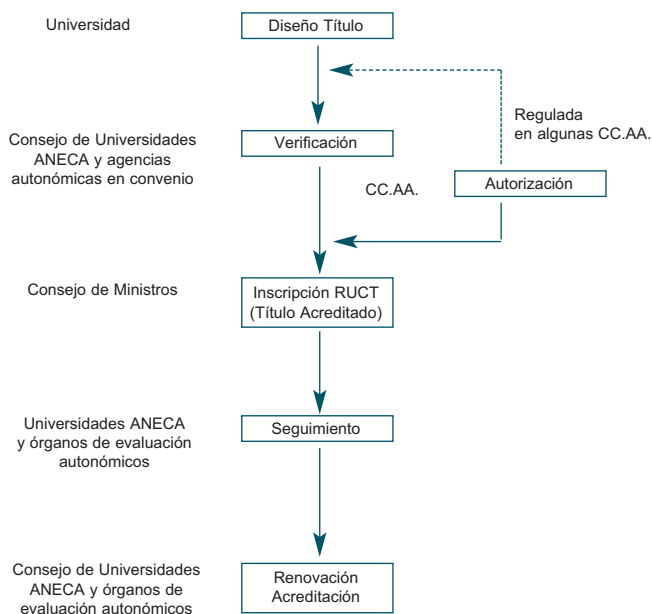 Universidad
Diseño Título
Regulada
en algunas CC.AA.
Consejo de Universidades
ANECA y agencias
autonómicas en convenio
Verificación
CC.AA.
Autorización
Consejo de Ministros
Inscripción RUCT
(Título Acreditado)
Universidades ANECA
y órganos de evaluación
autonómicos
Seguimiento
Consejo de Universidades
ANECA y órganos de
evaluación autonómicos
Renovación
Acreditación